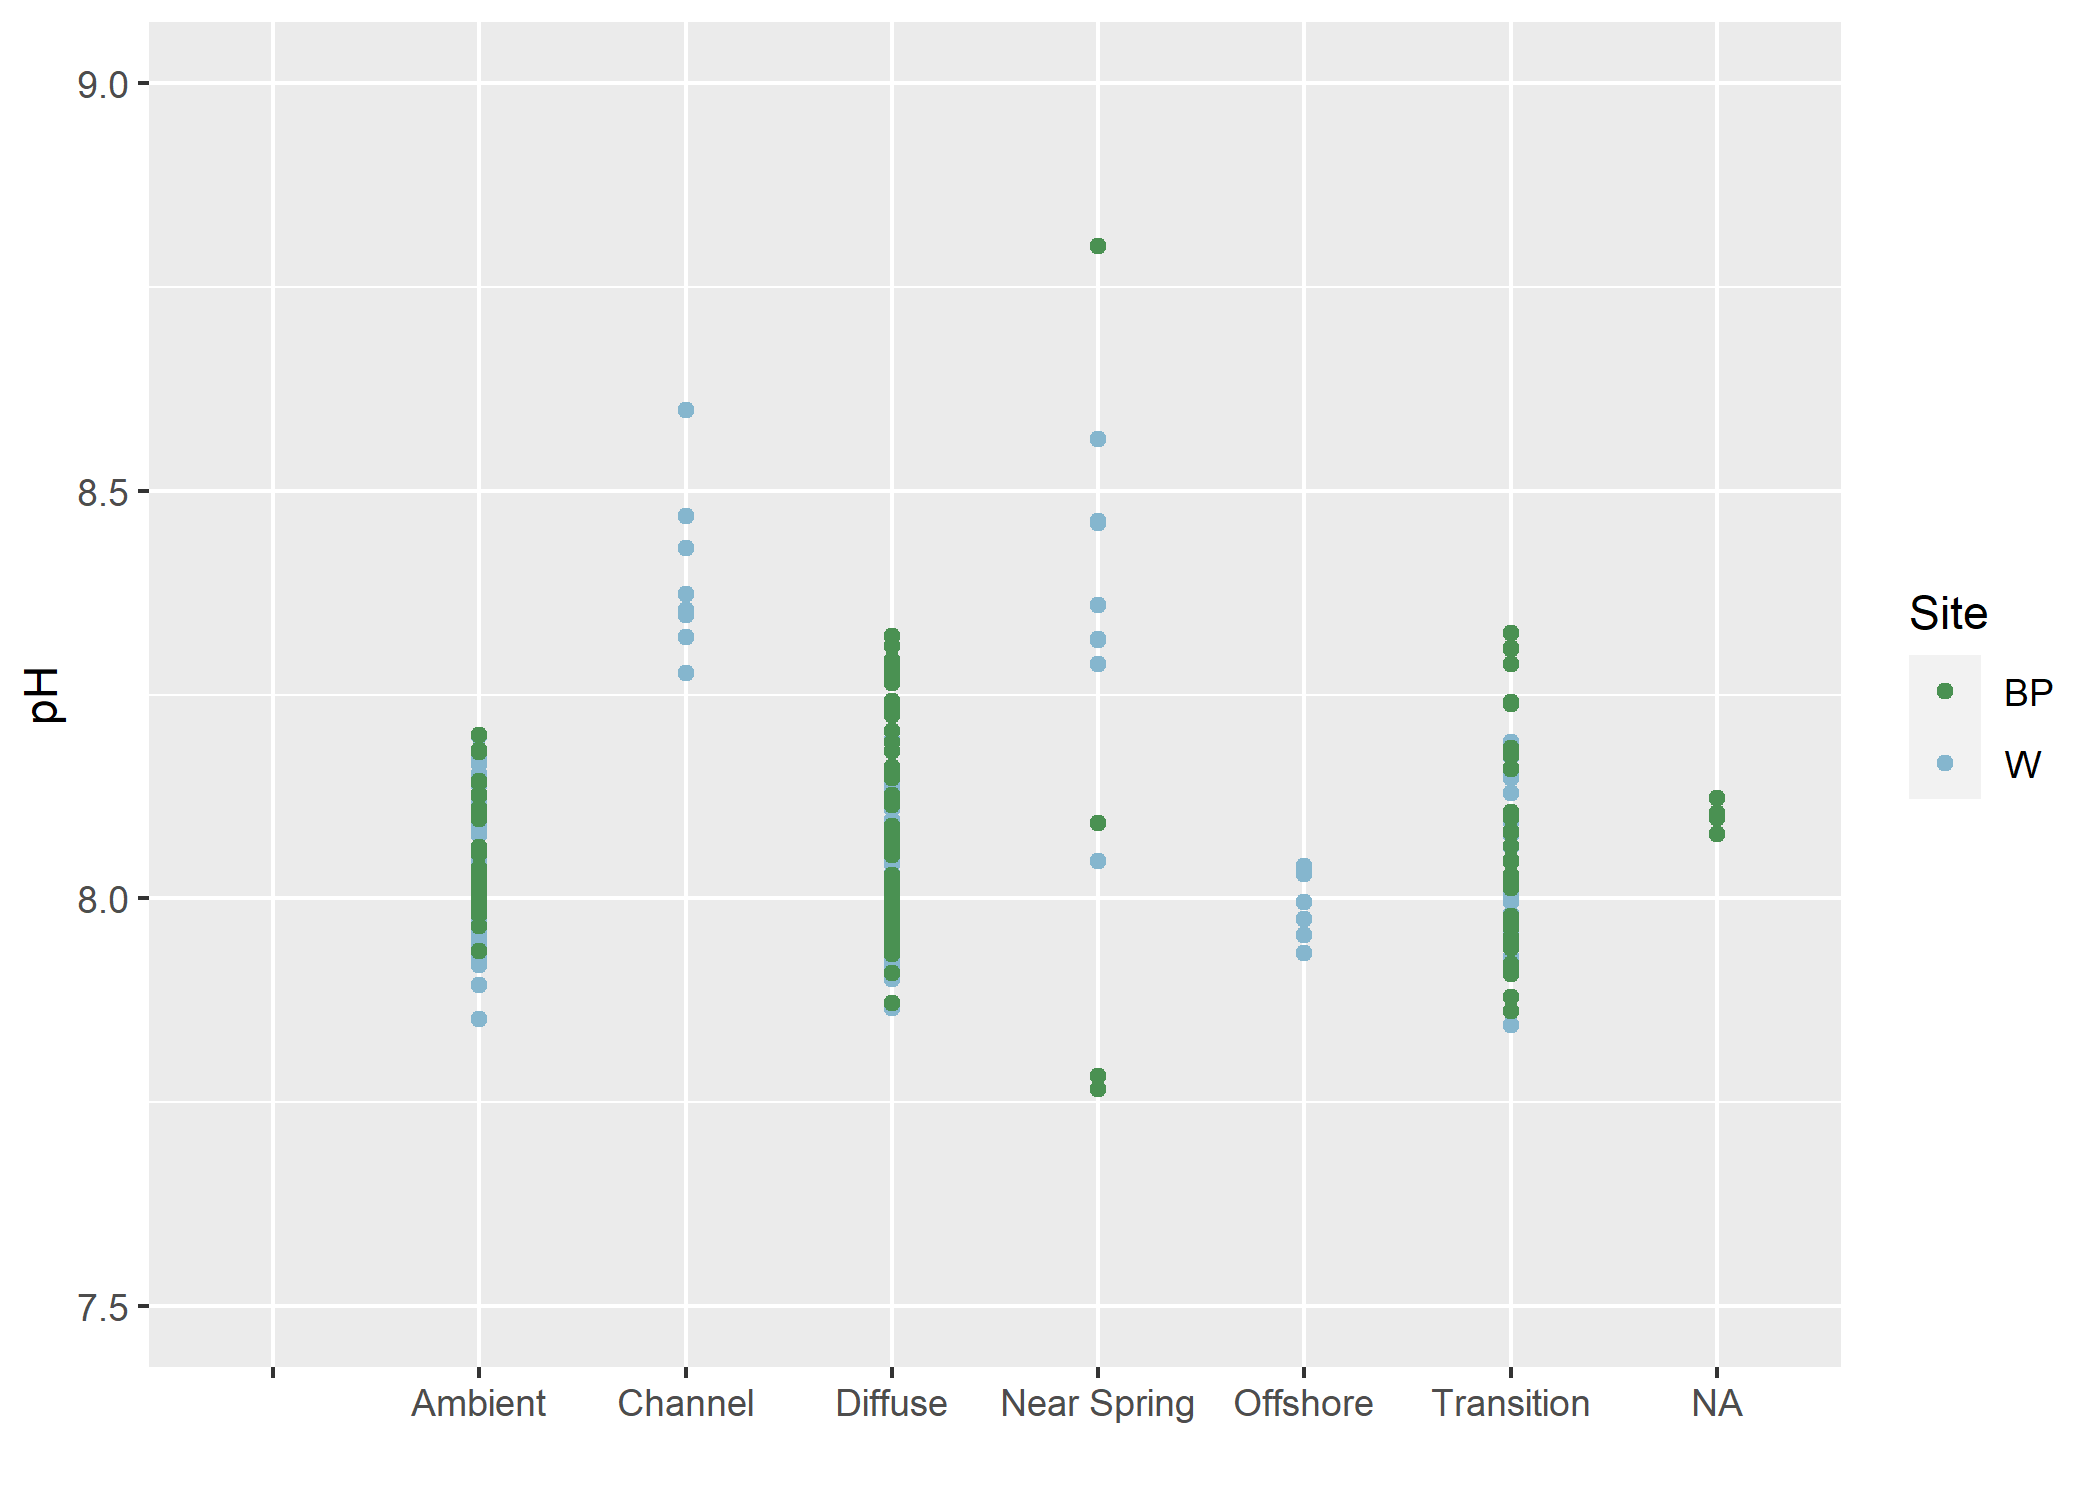 9.0
8.5
8.0
7.5
pH
Ambient
Channel
Diffuse
Near Spring
Offshore
Transition
NA
Site
BP
W